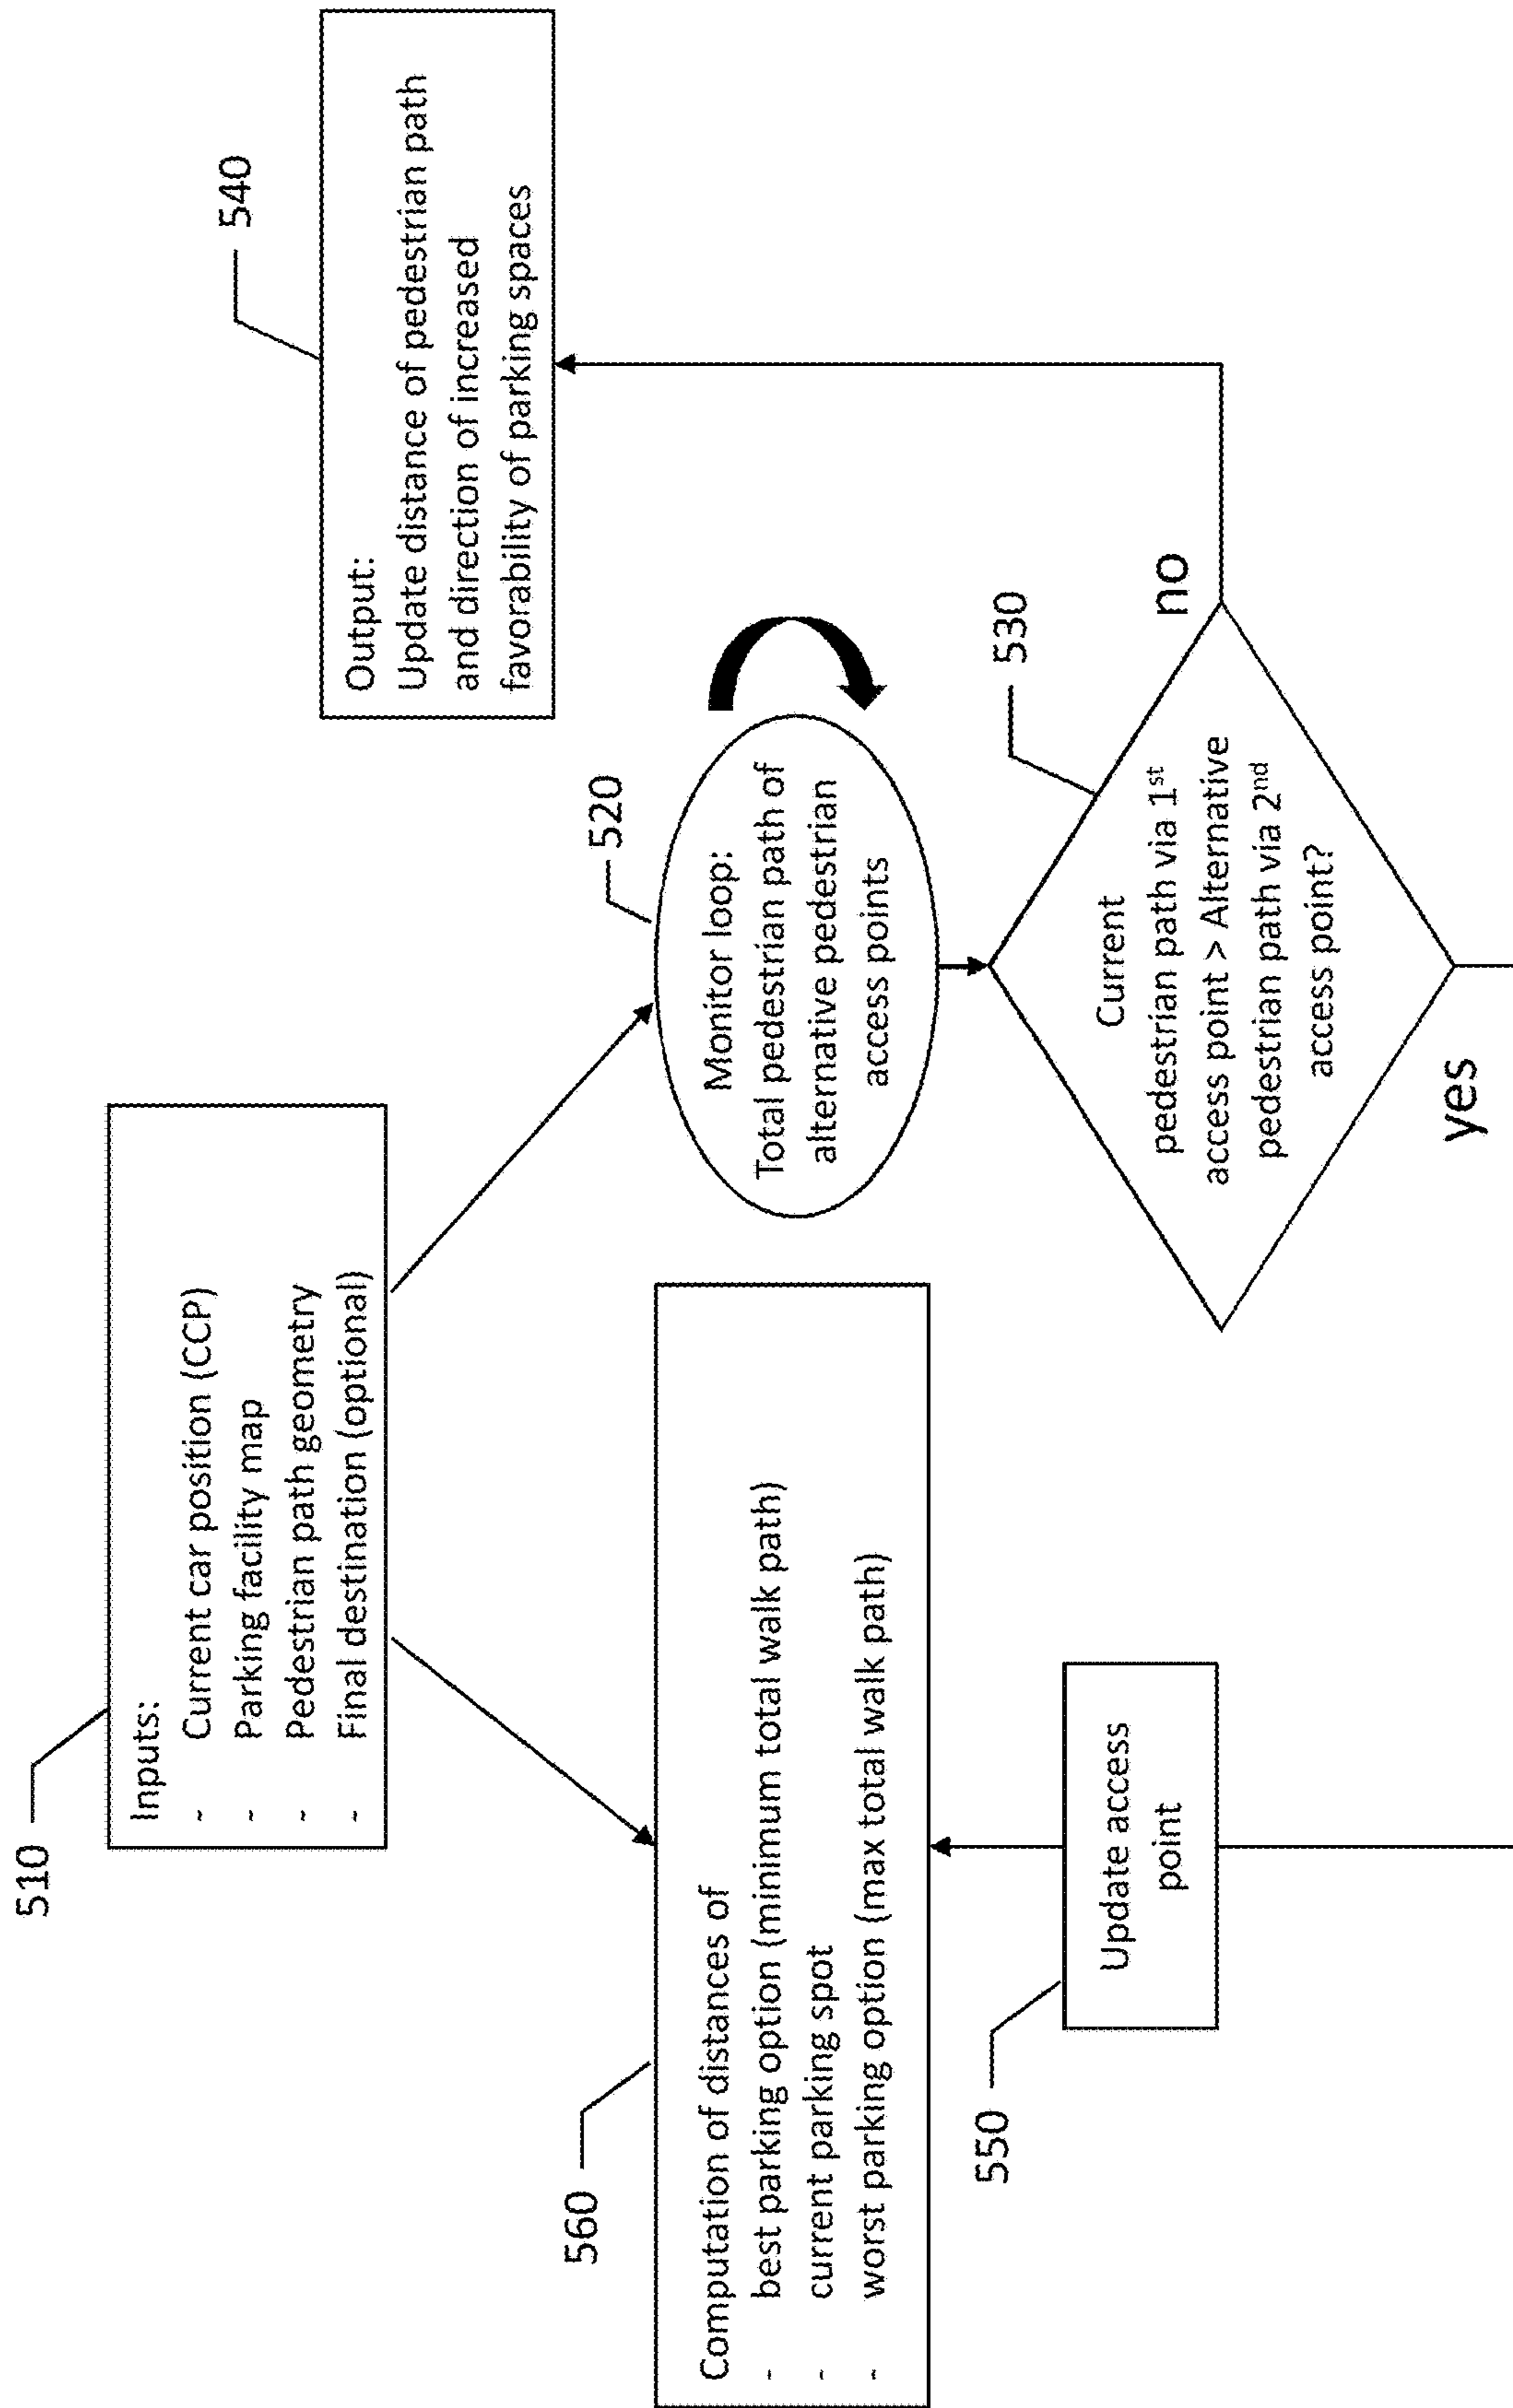 510
Inputs:
- Current car position (CCP)
- Parking facility map
- Pedestrian path geometry
- Final destination (optional)
560
Computation of distances of
- best parking option (minimum total walk path)
- current parking spot
- worst parking option (max total walk path)
550
Update access
point
520
Monitor loop:
Total pedestrian path of
alternative pedestrian
access points
530
Current
pedestrian path via 1st
access point > Alternative
pedestrian path via 2nd
access point?
yes
no
540
Output:
Update distance of pedestrian path
and direction of increased
favorability of parking spaces